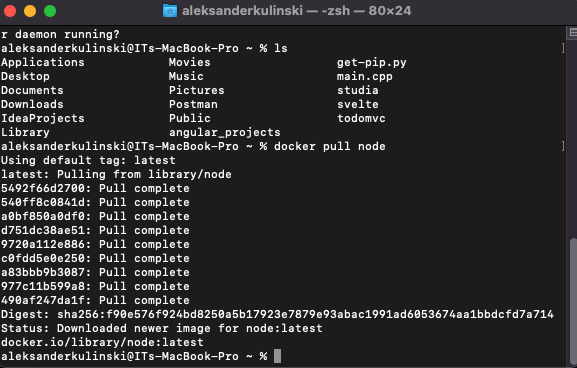 aleksanderkulinski — -zsh — 80×24
r daemon running?
aleksanderkulinski@ITs-MacBook-Pro ~ % ls
Applications Movies get-pip.py
Desktop Music main.cpp
Documents Pictures studia
Downloads Postman svelte
IdeaProjects Public todomvc
Library angular_projects
aleksanderkulinski@ITs-MacBook-Pro ~ % docker pull node
Using default tag: latest
latest: Pulling from library/node
5492f66d2700: Pull complete
540ff8c0841d: Pull complete
a0bf850a0df0: Pull complete
d751dc38ae51: Pull complete
9720a112e886: Pull complete
c0fdd5e0e250: Pull complete
a83bbb9b3087: Pull complete
977c11b599a8: Pull complete
490af247da1f: Pull complete
Digest: sha256:f90e576f924bd8250a5b17923e7879e93abac1991ad6053674aa1bbdcfd7a714
Status: Downloaded newer image for node:latest
docker.io/library/node:latest
aleksanderkulinski@ITs-MacBook-Pro ~ %